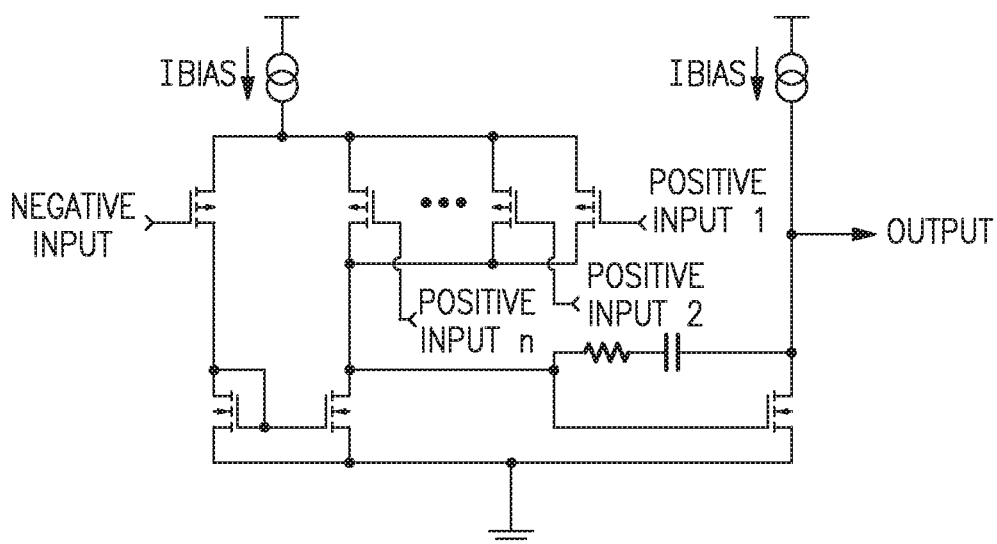 IBIAS
IBIAS
NEGATIVE
INPUT
POSITIVE
INPUT 1
OUTPUT
POSITIVE
INPUT 2
POSITIVE
INPUT n